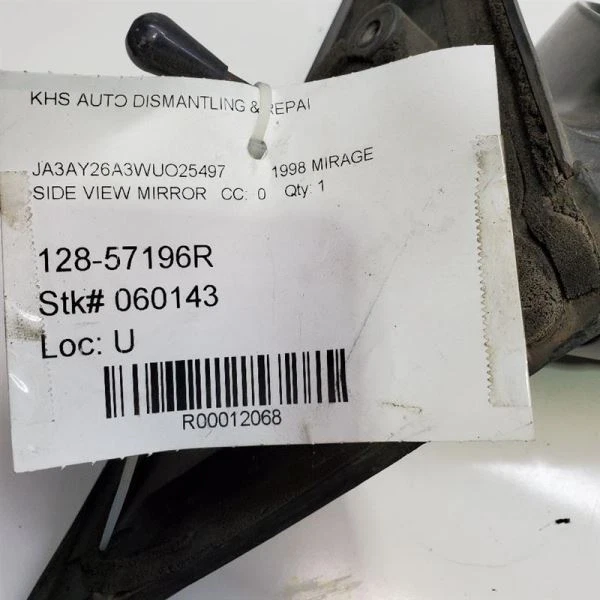 KHS AUTO DISMANTLING & REPAI
JA3AY26A3WU025497 1998 MIRAGE
SIDE VIEW MIRROR CC: 0 Qty: 1
128-57196R
Stk# 060143
Loc: U
R00012068